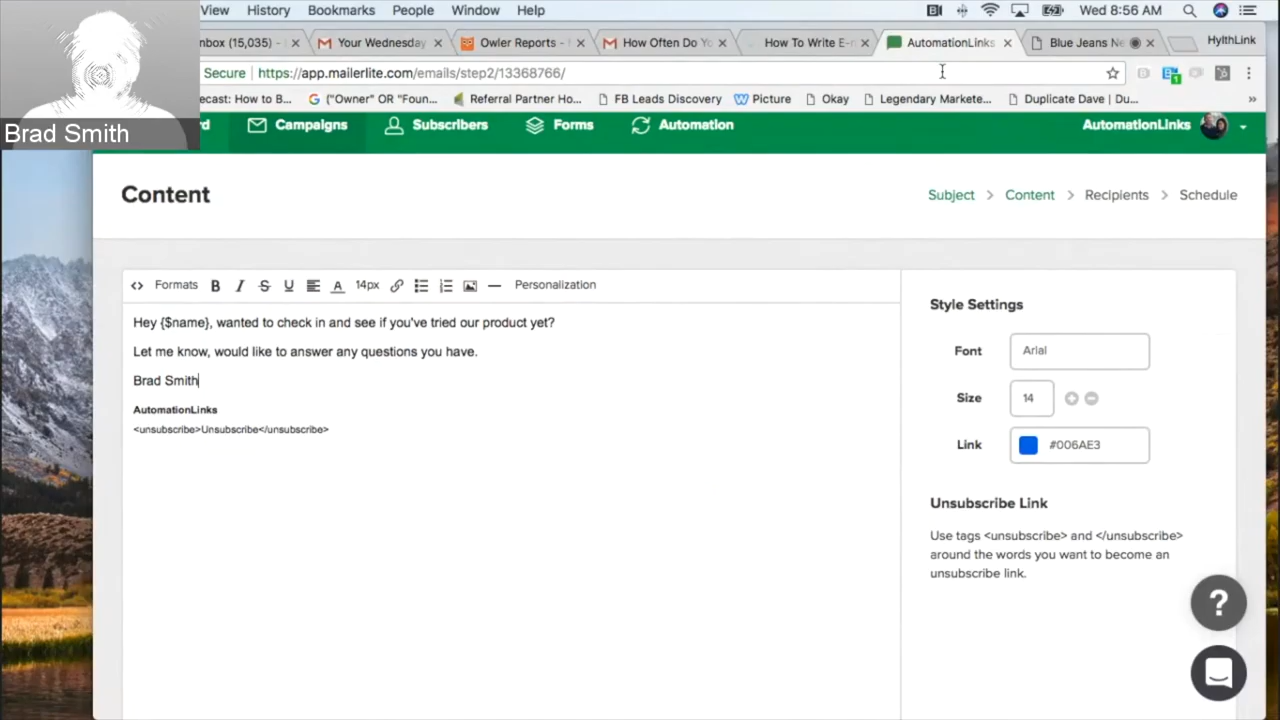 View History Bookmarks People Window Help Wed 8:56 AM
nbox (15,035) - Your Wednesday Owler Reports - How Often Do Yo How To Write E-m AutomationLinks Blue Jeans Ne HylthLink
Secure https://app.mailerlite.com/emails/step2/13368766/
ecast: How to B... ("Owner" OR "Foun... Referral Partner Ho... FB Leads Discovery Picture Okay Legendary Markete... Duplicate Dave | Du... »
Brad Smith
rd Campaigns Subscribers Forms Automation AutomationLinks
Content Subject > Content > Recipients > Schedule
Formats B I S U A 14px Personalization
Hey {$name}, wanted to check in and see if you've tried our product yet?
Let me know, would like to answer any questions you have.
Brad Smith
AutomationLinks
<unsubscribe>Unsubscribe</unsubscribe>
Style Settings
Font Arial
Size 14
Link #006AE3
Unsubscribe Link
Use tags <unsubscribe> and </unsubscribe>
around the words you want to become an
unsubscribe link.
?